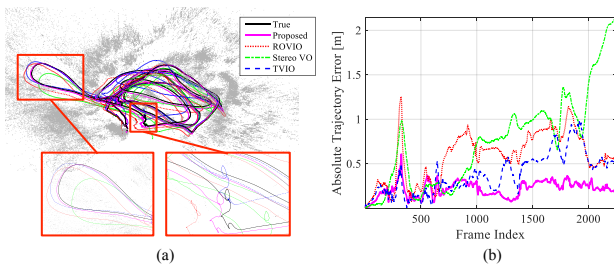 True
Proposed
ROVIO
Stereo VO
TVIO
(a)
Absolute Trajectory Error [m]
2
1.5
1
0.5
500
1000
1500
2000
Frame Index
(b)